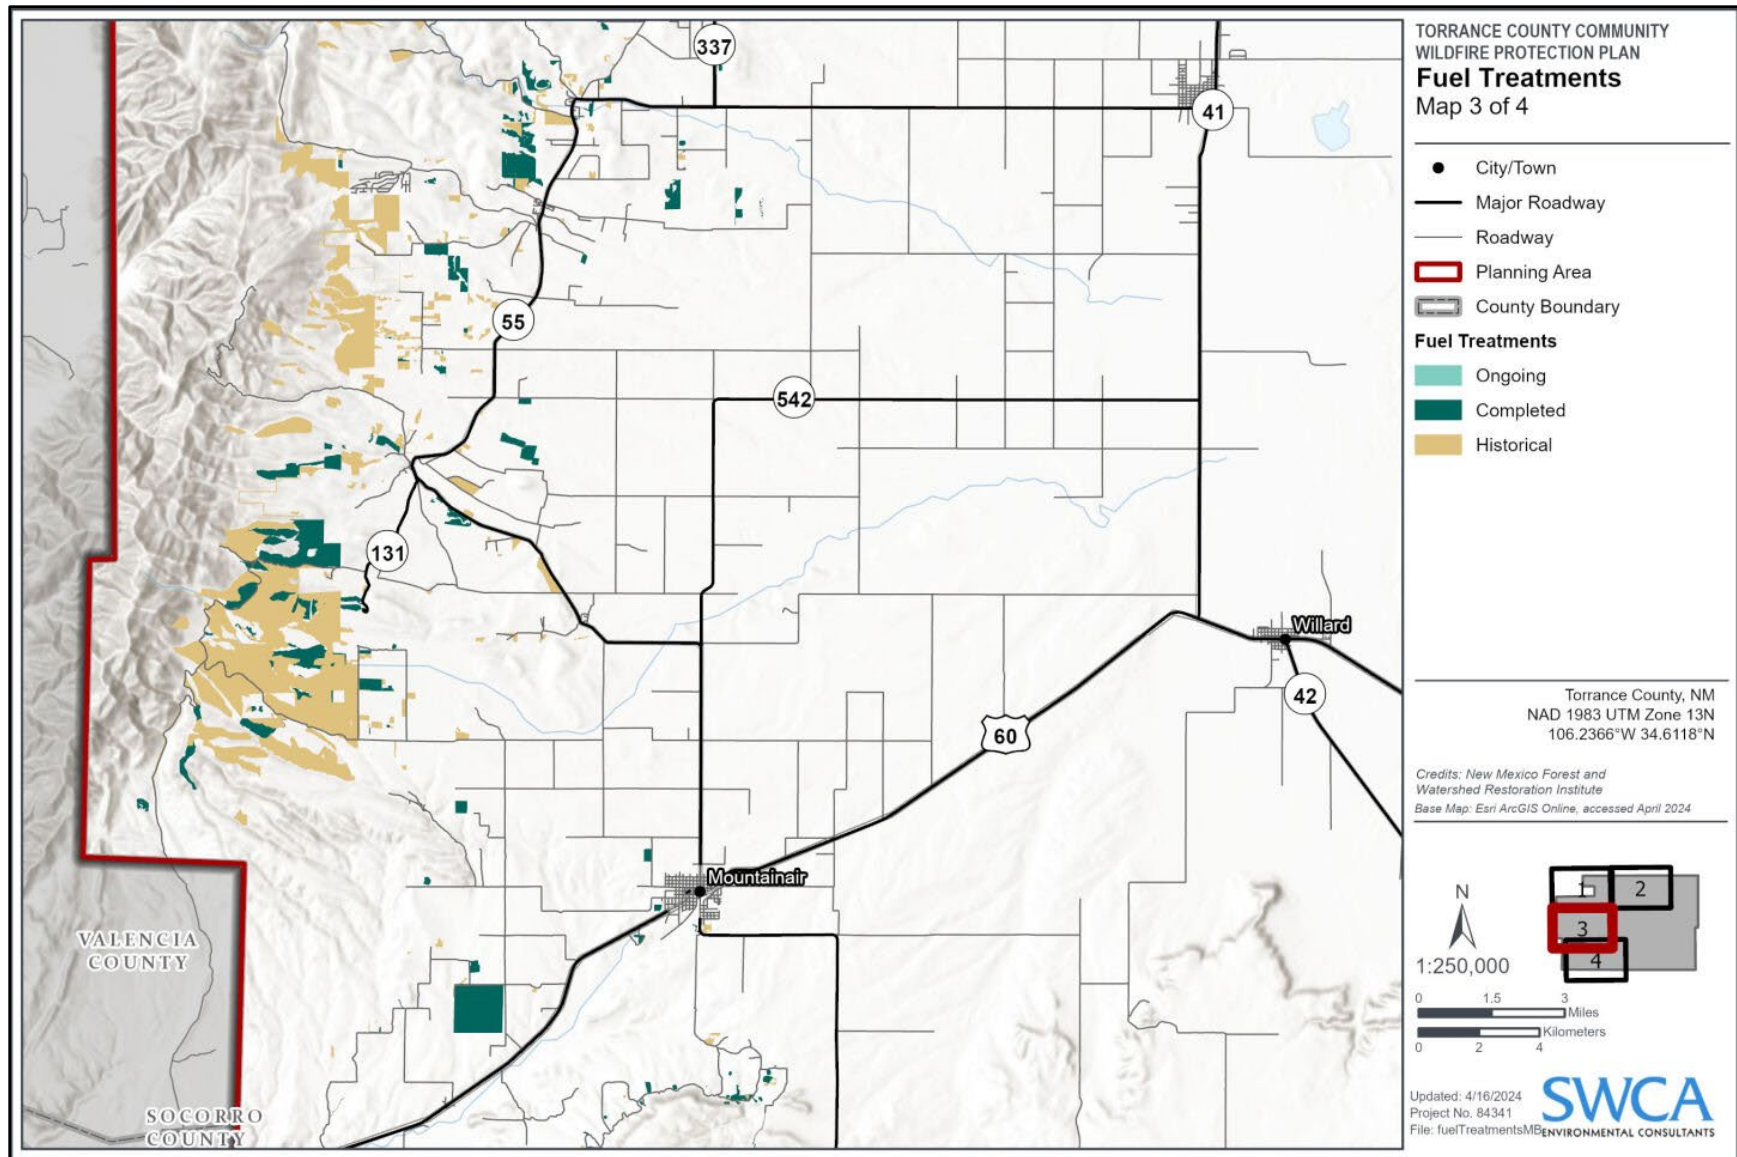 337
41
55
542
131
Willard
42
60
Mountainair
VALENCIA
COUNTY
SOCORRO
COUNTY
TORRANCE COUNTY COMMUNITY
WILDFIRE PROTECTION PLAN
Fuel Treatments
Map 3 of 4
City/Town
Major Roadway
Roadway
Planning Area
County Boundary
Fuel Treatments
Ongoing
Completed
Historical
Torrance County, NM
NAD 1983 UTM Zone 13N
106.2366°W 34.6118°N
Credits: New Mexico Forest and
Watershed Restoration Institute
Base Map: Esri ArcGIS Online, accessed April 2024
N
1:250,000
1
2
3
4
0 1.5 3
Miles
Kilometers
0 2 4
Updated: 4/16/2024
Project No. 84341
File: fuelTreatmentsMB
SWCA
ENVIRONMENTAL CONSULTANTS